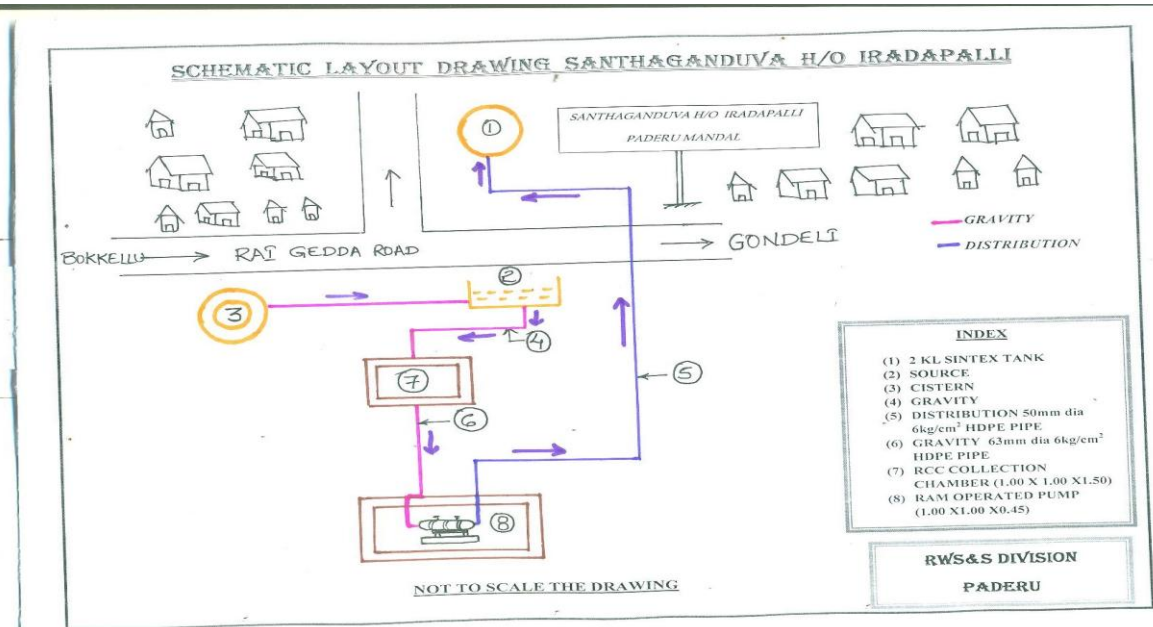 SCHEMATIC LAYOUT DRAWING SANTHAGANDUVA H/O IRADAPALLI
1
SANTHAGANDUVA H/O IRADAPALLI
PADERU MANDAL
GRAVITY
DISTRIBUTION
BOKKELLU
RAI GEDDA ROAD
GONDELI
2
3
4
5
6
7
8
INDEX
(1) 2 KL SINTEX TANK
(2) SOURCE
(3) CISTERN
(4) GRAVITY
(5) DISTRIBUTION 50mm dia
6kg/cm² HDPE PIPE
(6) GRAVITY 63mm dia 6kg/cm²
HDPE PIPE
(7) RCC COLLECTION
CHAMBER (1.00 X 1.00 X1.50)
(8) RAM OPERATED PUMP
(1.00 X1.00 X0.45)
NOT TO SCALE THE DRAWING
RWS&S DIVISION
PADERU